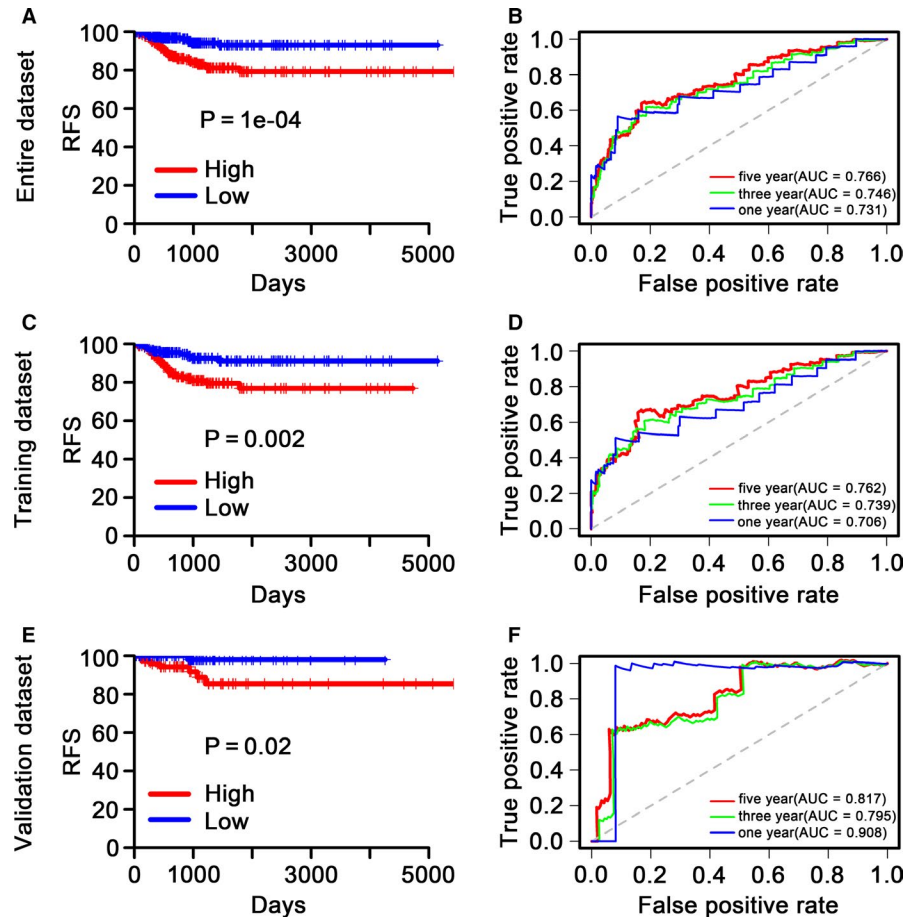 A
Entire dataset
RFS
100
80
60
40
20
0
P = 1e-04
High
Low
0 1000 3000 5000
Days
B
True positive rate
1.0
0.8
0.6
0.4
0.2
0.0
five year(AUC = 0.766)
three year(AUC = 0.746)
one year(AUC = 0.731)
0.0 0.2 0.4 0.6 0.8 1.0
False positive rate
C
Training dataset
RFS
100
80
60
40
20
0
P = 0.002
High
Low
0 1000 3000 5000
Days
D
True positive rate
1.0
0.8
0.6
0.4
0.2
0.0
five year(AUC = 0.762)
three year(AUC = 0.739)
one year(AUC = 0.706)
0.0 0.2 0.4 0.6 0.8 1.0
False positive rate
E
Validation dataset
RFS
100
80
60
40
20
0
P = 0.02
High
Low
0 1000 3000 5000
Days
F
True positive rate
1.0
0.8
0.6
0.4
0.2
0.0
five year(AUC = 0.817)
three year(AUC = 0.795)
one year(AUC = 0.908)
0.0 0.2 0.4 0.6 0.8 1.0
False positive rate